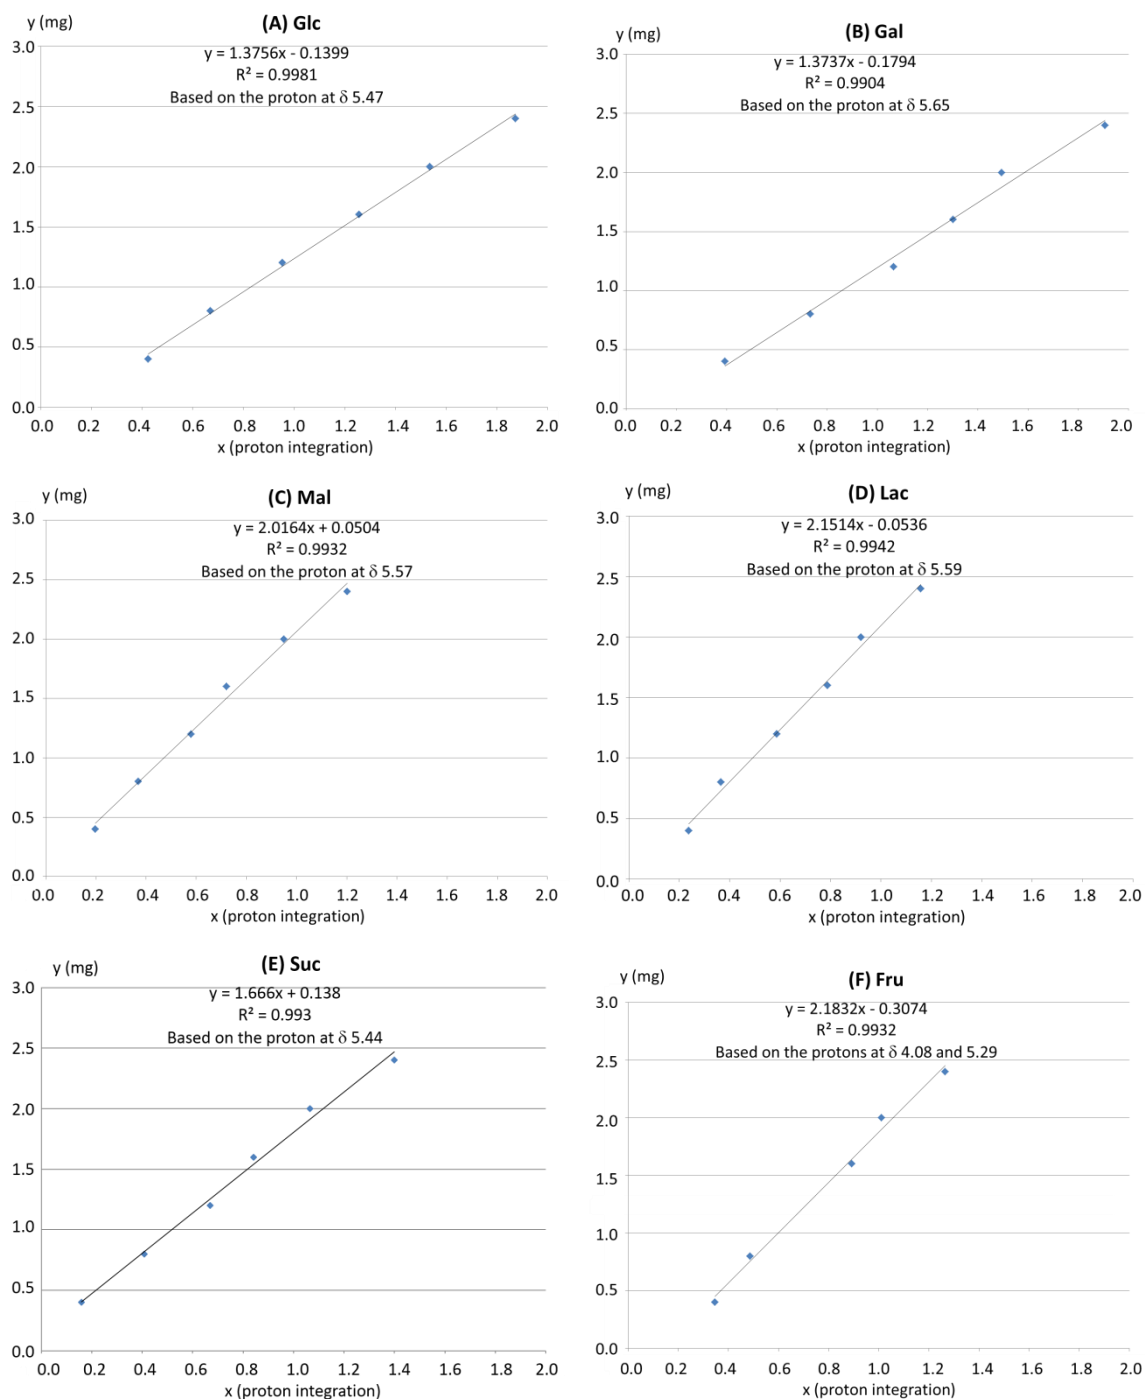 y (mg)
(A) Glc
y = 1.3756x - 0.1399
R² = 0.9981
Based on the proton at δ 5.47
3.0
2.5
2.0
1.5
1.0
0.5
0.0
0.0 0.2 0.4 0.6 0.8 1.0 1.2 1.4 1.6 1.8 2.0
x (proton integration)
y (mg)
(B) Gal
y = 1.3737x - 0.1794
R² = 0.9904
Based on the proton at δ 5.65
3.0
2.5
2.0
1.5
1.0
0.5
0.0
0.0 0.2 0.4 0.6 0.8 1.0 1.2 1.4 1.6 1.8 2.0
x (proton integration)
y (mg)
(C) Mal
y = 2.0164x + 0.0504
R² = 0.9932
Based on the proton at δ 5.57
3.0
2.5
2.0
1.5
1.0
0.5
0.0
0.0 0.2 0.4 0.6 0.8 1.0 1.2 1.4 1.6 1.8 2.0
x (proton integration)
y (mg)
(D) Lac
y = 2.1514x - 0.0536
R² = 0.9942
Based on the proton at δ 5.59
3.0
2.5
2.0
1.5
1.0
0.5
0.0
0.0 0.2 0.4 0.6 0.8 1.0 1.2 1.4 1.6 1.8 2.0
x (proton integration)
y (mg)
(E) Suc
y = 1.666x + 0.138
R² = 0.993
Based on the proton at δ 5.44
3.0
2.5
2.0
1.5
1.0
0.5
0.0
0.0 0.2 0.4 0.6 0.8 1.0 1.2 1.4 1.6 1.8 2.0
x (proton integration)
y (mg)
(F) Fru
y = 2.1832x - 0.3074
R² = 0.9932
Based on the protons at δ 4.08 and 5.29
3.0
2.5
2.0
1.5
1.0
0.5
0.0
0.0 0.2 0.4 0.6 0.8 1.0 1.2 1.4 1.6 1.8 2.0
x (proton integration)